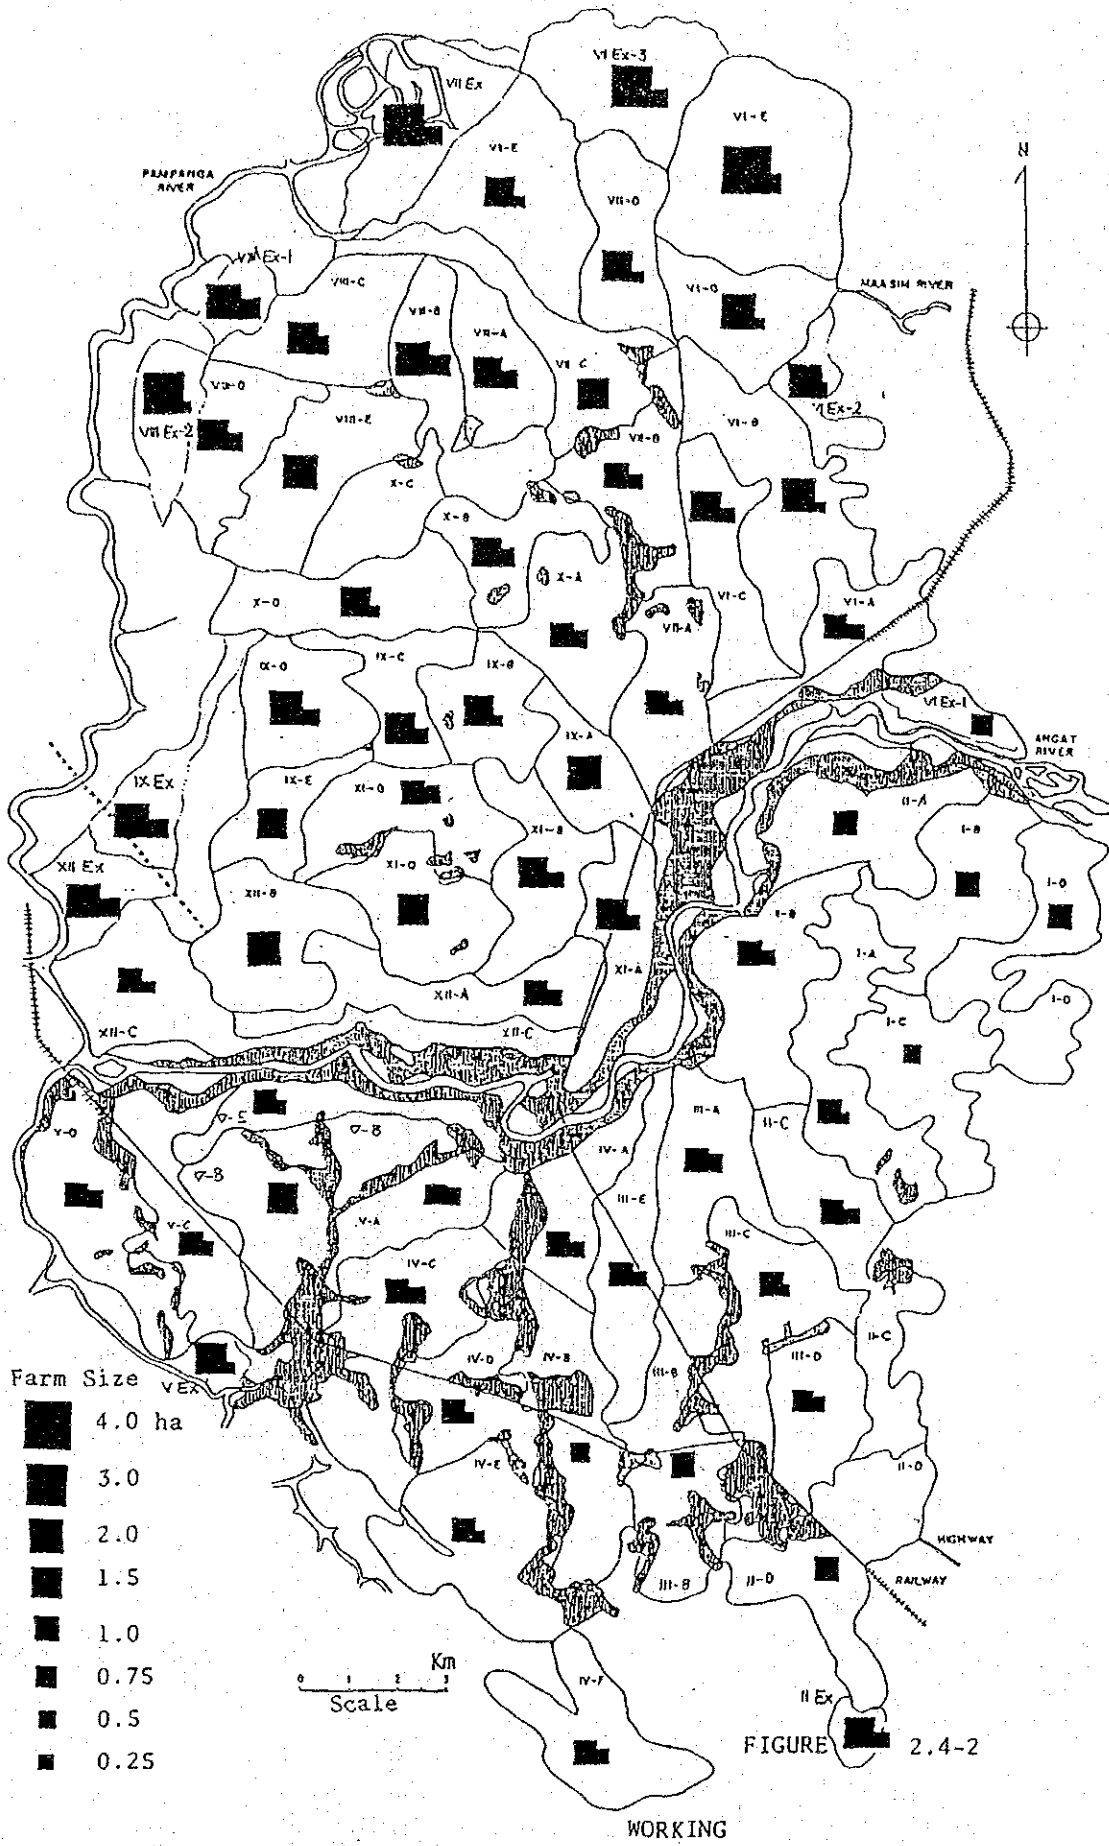 VI Ex-3
VII Ex
VI-E
VI-E
PAMPANGA
RIVER
VII-D
N
VIII Ex-1
VIII-C
MAASIM RIVER
VI-D
VII-B
VII-A
VII-C
VIII-D
VIII Ex-2
VI Ex-2
VIII-E
VI-B
VII-B
X-C
X-B
X-A
X-D
VI-C
VI-A
VII-A
IX-C
IX-D
IX-B
VI Ex-1
IX-A
ANGAT
RIVER
IX Ex
IX-E
XI-D
II-A
XI-B
I-B
XII Ex
XI-D
XII-B
I-D
I-A
XI-A
XII-A
I-D
I-C
XII-C
XII-C
V-D
III-A
II-C
V-B
IV-A
V-B
III-E
V-A
V-C
III-C
IV-C
II-C
IV-D
IV-B
III-D
III-B
V Ex
Farm Size
4.0 ha
IV-E
II-D
3.0
2.0
HIGHWAY
1.5
III-B
II-D
RAILWAY
1.0
0.75
0.5
0.25
Km
0 1 2 3
Scale
IV-F
II Ex
FIGURE 2.4-2
WORKING